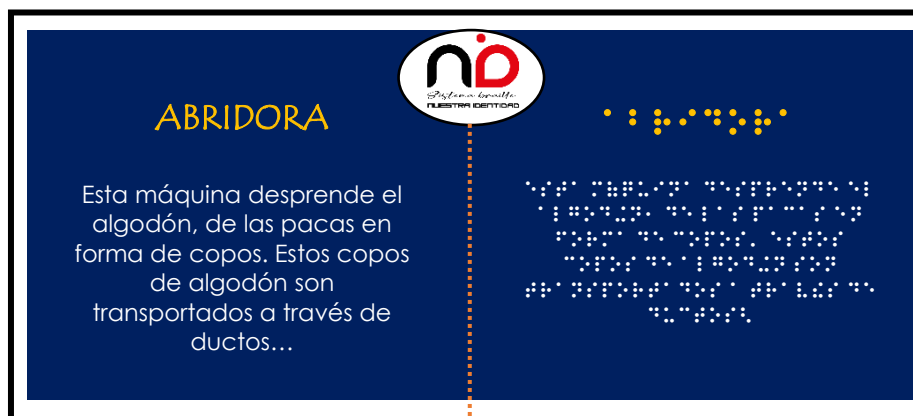 Sistema braille
NUESTRA IDENTIDAD
ABRIDORA
Esta máquina desprende el
algodón, de las pacas en
forma de copos. Estos copos
de algodón son
transportados a través de
ductos…
⠁⠃⠗⠊⠙⠕⠗⠁
⠑⠎⠞⠁ ⠍⠷⠟⠥⠊⠝⠁ ⠙⠑⠎⠏⠗⠑⠝⠙⠑ ⠑⠇
⠁⠇⠛⠕⠙⠬⠝⠂ ⠙⠑ ⠇⠁⠎ ⠏⠁⠉⠁⠎ ⠑⠝
⠋⠕⠗⠍⠁ ⠙⠑ ⠉⠕⠏⠕⠎⠄ ⠑⠎⠞⠕⠎
⠉⠕⠏⠕⠎ ⠙⠑ ⠁⠇⠛⠕⠙⠬⠝ ⠎⠕⠝
⠞⠗⠁⠝⠎⠏⠕⠗⠞⠁⠙⠕⠎ ⠁ ⠞⠗⠁⠧⠮⠎ ⠙⠑